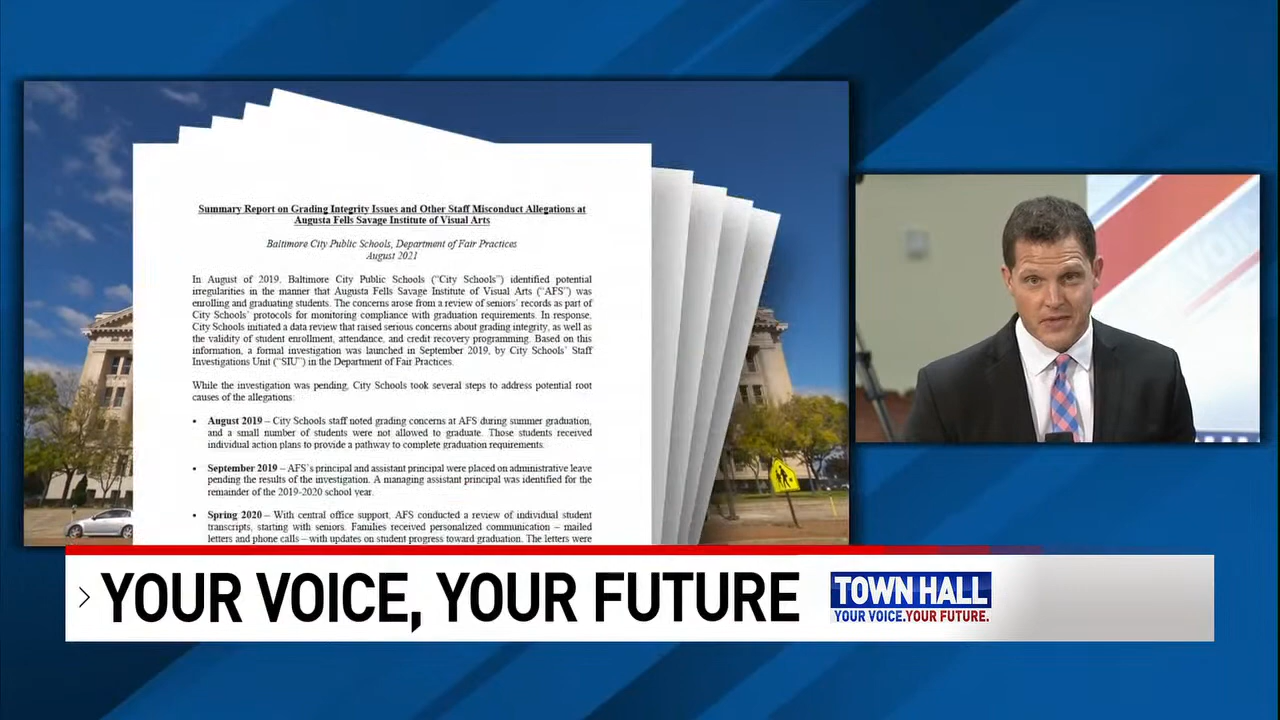 Summary Report on Grading Integrity Issues and Other Staff Misconduct Allegations at
Augusta Fells Savage Institute of Visual Arts
Baltimore City Public Schools, Department of Fair Practices
August 2021
In August of 2019, Baltimore City Public Schools (“City Schools”) identified potential
irregularities in the manner that Augusta Fells Savage Institute of Visual Arts (“AFS”) was
enrolling and graduating students. The concerns arose from a review of seniors’ records as part of
City Schools’ protocols for monitoring compliance with graduation requirements. In response,
City Schools initiated a data review that raised serious concerns about grading integrity, as well as
the validity of student enrollment, attendance, and credit recovery programming. Based on this
information, a formal investigation was launched in September 2019, by City Schools’ Staff
Investigations Unit (“SIU”) in the Department of Fair Practices.
While the investigation was pending, City Schools took several steps to address potential root
causes of the allegations:
• August 2019 – City Schools staff noted grading concerns at AFS during summer graduation,
and a small number of students were not allowed to graduate. Those students received
individual action plans to provide a pathway to complete graduation requirements.
• September 2019 – AFS’s principal and assistant principal were placed on administrative leave
pending the results of the investigation. A managing assistant principal was identified for the
remainder of the 2019-2020 school year.
• Spring 2020 – With central office support, AFS conducted a review of individual student
transcripts, starting with seniors. Families received personalized communication – mailed
letters and phone calls – with updates on student progress toward graduation. The letters were
YOUR VOICE, YOUR FUTURE
TOWN HALL
YOUR VOICE.YOUR FUTURE.